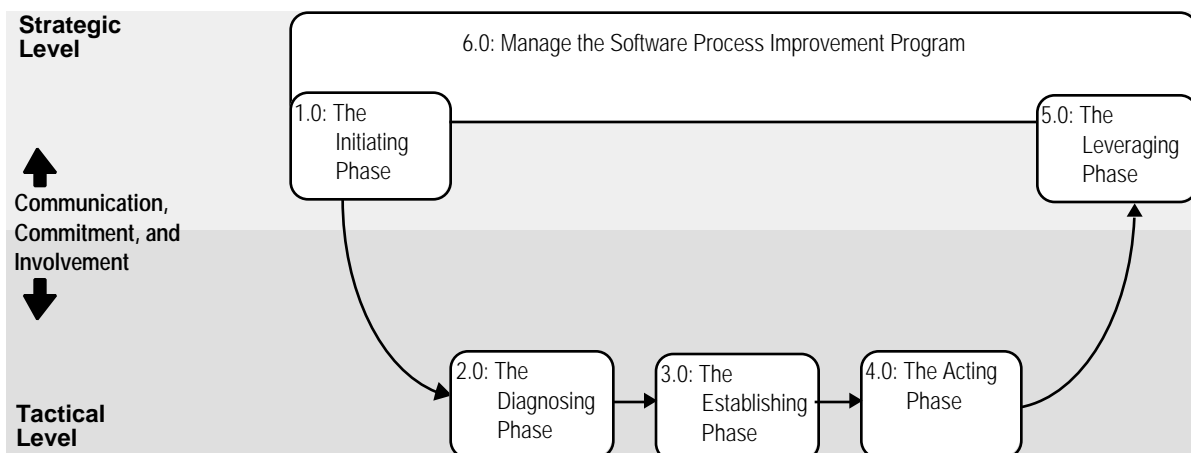 Strategic
Level
6.0: Manage the Software Process Improvement Program
1.0: The
Initiating
Phase
5.0: The
Leveraging
Phase
Communication,
Commitment, and
Involvement
2.0: The
Diagnosing
Phase
3.0: The
Establishing
Phase
4.0: The Acting
Phase
Tactical
Level